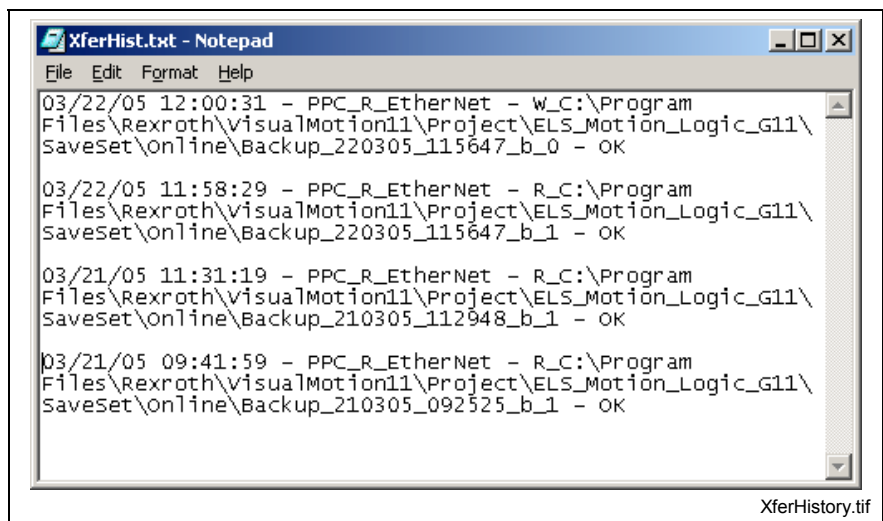 XferHist.txt - Notepad
File Edit Format Help
03/22/05 12:00:31 - PPC_R_EtherNet - W_C:\Program
Files\Rexroth\VisualMotion11\Project\ELS_Motion_Logic_G11\
SaveSet\Online\Backup_220305_115647_b_0 - OK
03/22/05 11:58:29 - PPC_R_EtherNet - R_C:\Program
Files\Rexroth\VisualMotion11\Project\ELS_Motion_Logic_G11\
SaveSet\Online\Backup_220305_115647_b_1 - OK
03/21/05 11:31:19 - PPC_R_EtherNet - R_C:\Program
Files\Rexroth\VisualMotion11\Project\ELS_Motion_Logic_G11\
SaveSet\Online\Backup_210305_112948_b_1 - OK
03/21/05 09:41:59 - PPC_R_EtherNet - R_C:\Program
Files\Rexroth\VisualMotion11\Project\ELS_Motion_Logic_G11\
SaveSet\Online\Backup_210305_092525_b_1 - OK
XferHistory.tif